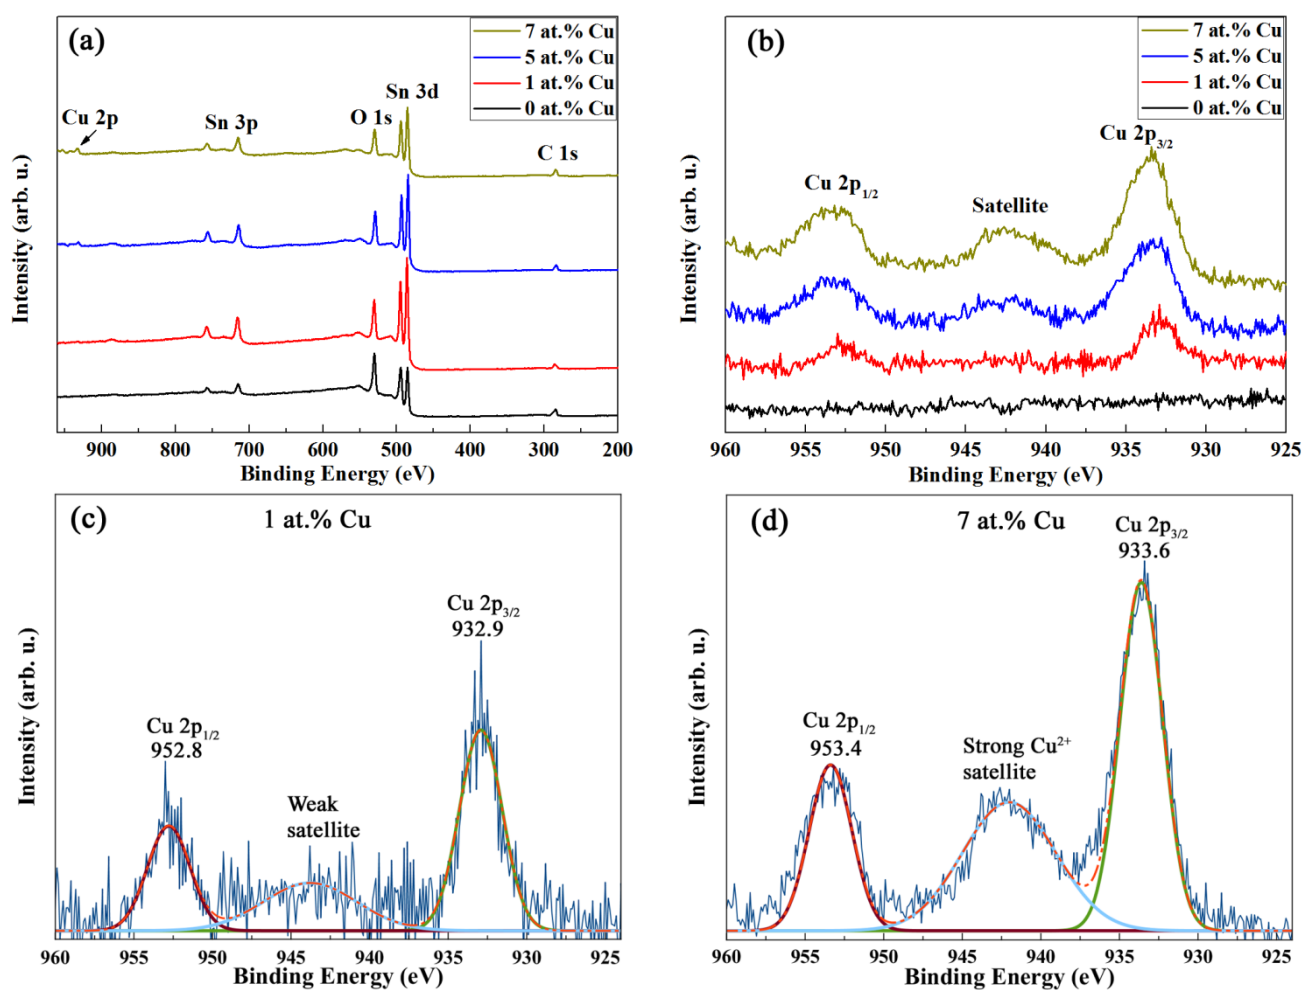 (a)
7 at.% Cu
5 at.% Cu
1 at.% Cu
0 at.% Cu
Cu 2p
Sn 3p
O 1s
Sn 3d
C 1s
Intensity (arb. u.)
900 800 700 600 500 400 300 200
Binding Energy (eV)
(b)
7 at.% Cu
5 at.% Cu
1 at.% Cu
0 at.% Cu
Cu 2p1/2
Satellite
Cu 2p3/2
Intensity (arb. u.)
960 955 950 945 940 935 930 925
Binding Energy (eV)
(c)
1 at.% Cu
Cu 2p1/2
952.8
Weak
satellite
Cu 2p3/2
932.9
Intensity (arb. u.)
960 955 950 945 940 935 930 925
Binding Energy (eV)
(d)
7 at.% Cu
Cu 2p1/2
953.4
Strong Cu²⁺
satellite
Cu 2p3/2
933.6
Intensity (arb. u.)
960 955 950 945 940 935 930 925
Binding Energy (eV)